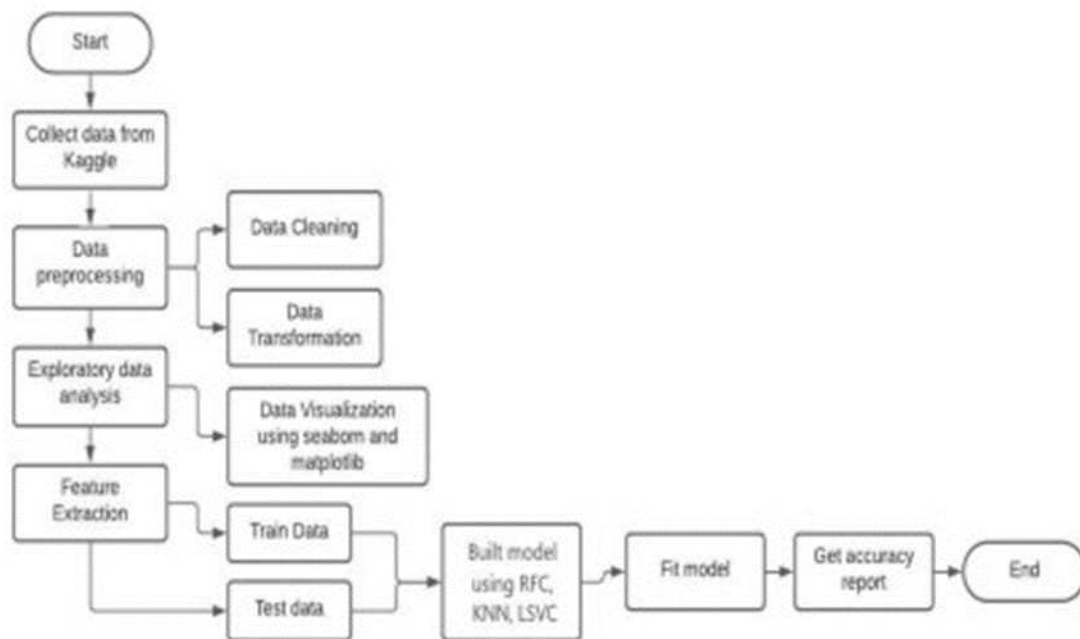 Start
Collect data from
Kaggle
Data
preprocessing
Data Cleaning
Data
Transformation
Exploratory data
analysis
Data Visualization
using seaborn and
matplotlib
Feature
Extraction
Train Data
Test data
Built model
using RFC,
KNN, LSVC
Fit model
Get accuracy
report
End